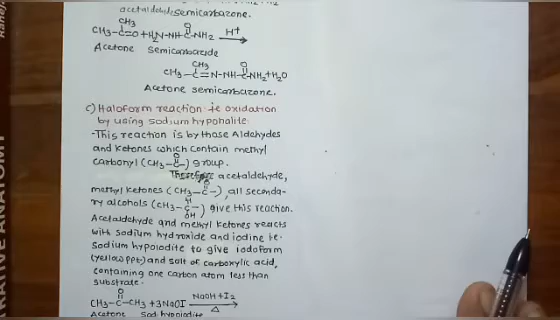 acetaldehyde semicarbazone.
CH3
CH3-C=O+H2N-NH-C-NH2 H+
O
Acetone semicarbazide
CH3 O
CH3-C=N-NH-C-NH2+H2O
Acetone semicarbazone.
c) Haloform reaction ie oxidation
by using sodium hypohalite.
-This reaction is by those Aldehydes
and ketones which contain methyl
O
carbonyl (CH3-C-) group.
Therefore acetaldehyde,
O
methyl ketones (CH3-C-), all seconda-
H
ry alcohols (CH3-C-) give this reaction.
OH
Acetaldehyde and methyl ketones reacts
with sodium hydroxide and iodine ie.
Sodium hypoiodite to give iodoform
(yellow ppt) and salt of carboxylic acid,
containing one carbon atom less than
substrate.
O
CH3-C-CH3 +3NaOI NaOH+I2
Δ
Acetone Sod.hypoiodite